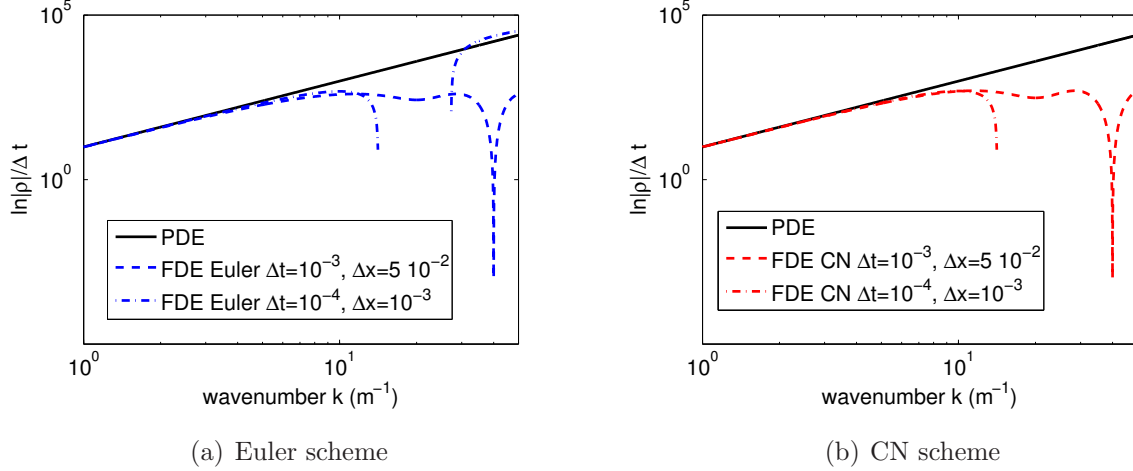 10^5
10^0
ln|ρ|/Δ t
PDE
FDE Euler Δt=10^-3, Δx=5 10^-2
FDE Euler Δt=10^-4, Δx=10^-3
10^0
10^1
wavenumber k (m^-1)
(a) Euler scheme
10^5
10^0
ln|ρ|/Δ t
PDE
FDE CN Δt=10^-3, Δx=5 10^-2
FDE CN Δt=10^-4, Δx=10^-3
10^0
10^1
wavenumber k (m^-1)
(b) CN scheme